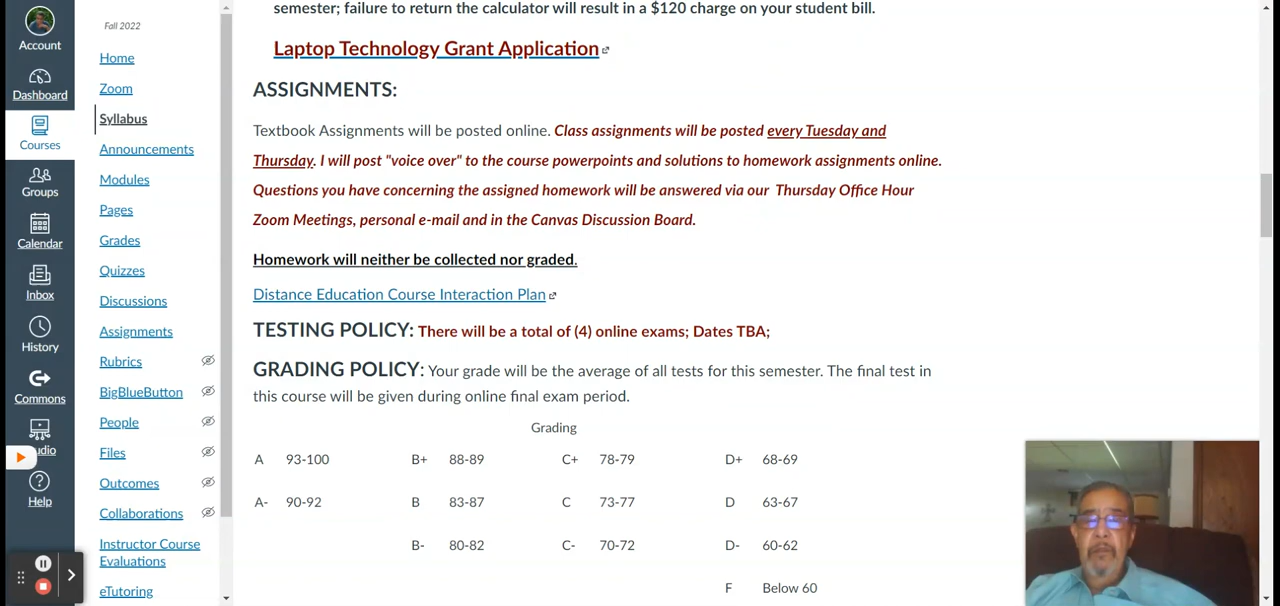 semester; failure to return the calculator will result in a $120 charge on your student bill.
Laptop Technology Grant Application
ASSIGNMENTS:
Textbook Assignments will be posted online. Class assignments will be posted every Tuesday and
Thursday. I will post "voice over" to the course powerpoints and solutions to homework assignments online.
Questions you have concerning the assigned homework will be answered via our Thursday Office Hour
Zoom Meetings, personal e-mail and in the Canvas Discussion Board.
Homework will neither be collected nor graded.
Distance Education Course Interaction Plan
TESTING POLICY: There will be a total of (4) online exams; Dates TBA;
GRADING POLICY: Your grade will be the average of all tests for this semester. The final test in
this course will be given during online final exam period.
Grading
A 93-100 B+ 88-89 C+ 78-79 D+ 68-69
A- 90-92 B 83-87 C 73-77 D 63-67
B- 80-82 C- 70-72 D- 60-62
F Below 60
Account
Dashboard
Courses
Groups
Calendar
Inbox
History
Commons
udio
Help
Fall 2022
Home
Zoom
Syllabus
Announcements
Modules
Pages
Grades
Quizzes
Discussions
Assignments
Rubrics
BigBlueButton
People
Files
Outcomes
Collaborations
Instructor Course
Evaluations
eTutoring